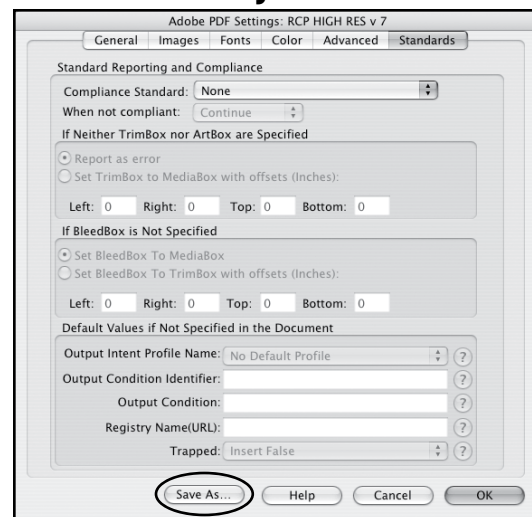 Adobe PDF Settings: RCP HIGH RES v 7
General Images Fonts Color Advanced Standards
Standard Reporting and Compliance
Compliance Standard: None
When not compliant: Continue
If Neither TrimBox nor ArtBox are Specified
Report as error
Set TrimBox to MediaBox with offsets (Inches):
Left: 0 Right: 0 Top: 0 Bottom: 0
If BleedBox is Not Specified
Set BleedBox To MediaBox
Set BleedBox To TrimBox with offsets (Inches):
Left: 0 Right: 0 Top: 0 Bottom: 0
Default Values if Not Specified in the Document
Output Intent Profile Name: No Default Profile ?
Output Condition Identifier: ?
Output Condition: ?
Registry Name(URL): ?
Trapped: Insert False ?
Save As... Help Cancel OK